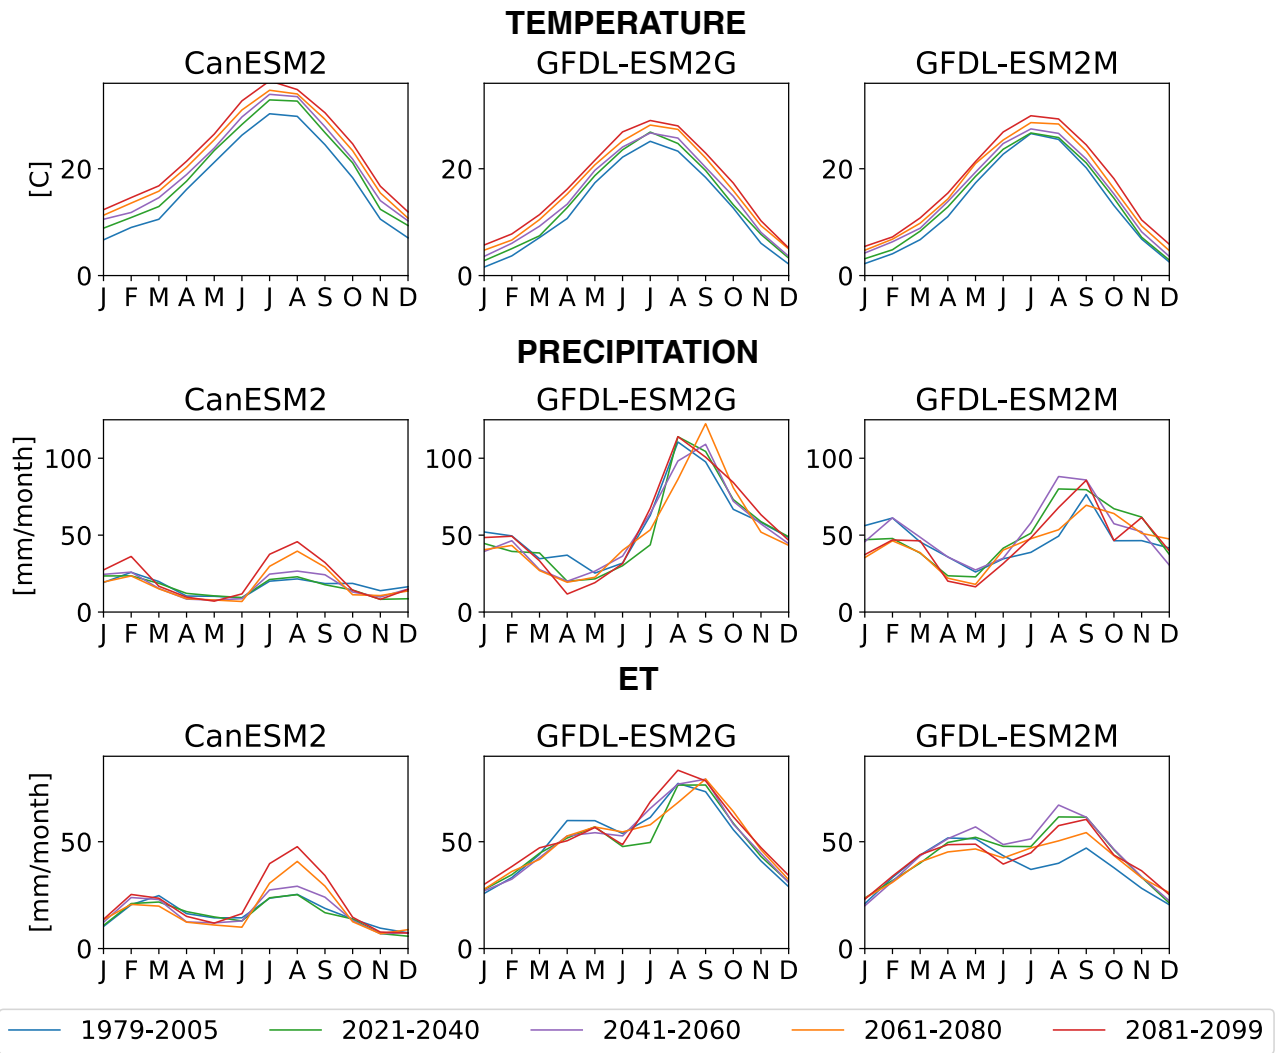 TEMPERATURE
CanESM2 GFDL-ESM2G GFDL-ESM2M
[C]
20 20 20
0 0 0
J F M A M J J A S O N D J F M A M J J A S O N D J F M A M J J A S O N D
PRECIPITATION
CanESM2 GFDL-ESM2G GFDL-ESM2M
[mm/month]
100 100 100
50 50 50
0 0 0
J F M A M J J A S O N D J F M A M J J A S O N D J F M A M J J A S O N D
ET
CanESM2 GFDL-ESM2G GFDL-ESM2M
[mm/month]
50 50 50
0 0 0
J F M A M J J A S O N D J F M A M J J A S O N D J F M A M J J A S O N D
1979-2005 2021-2040 2041-2060 2061-2080 2081-2099